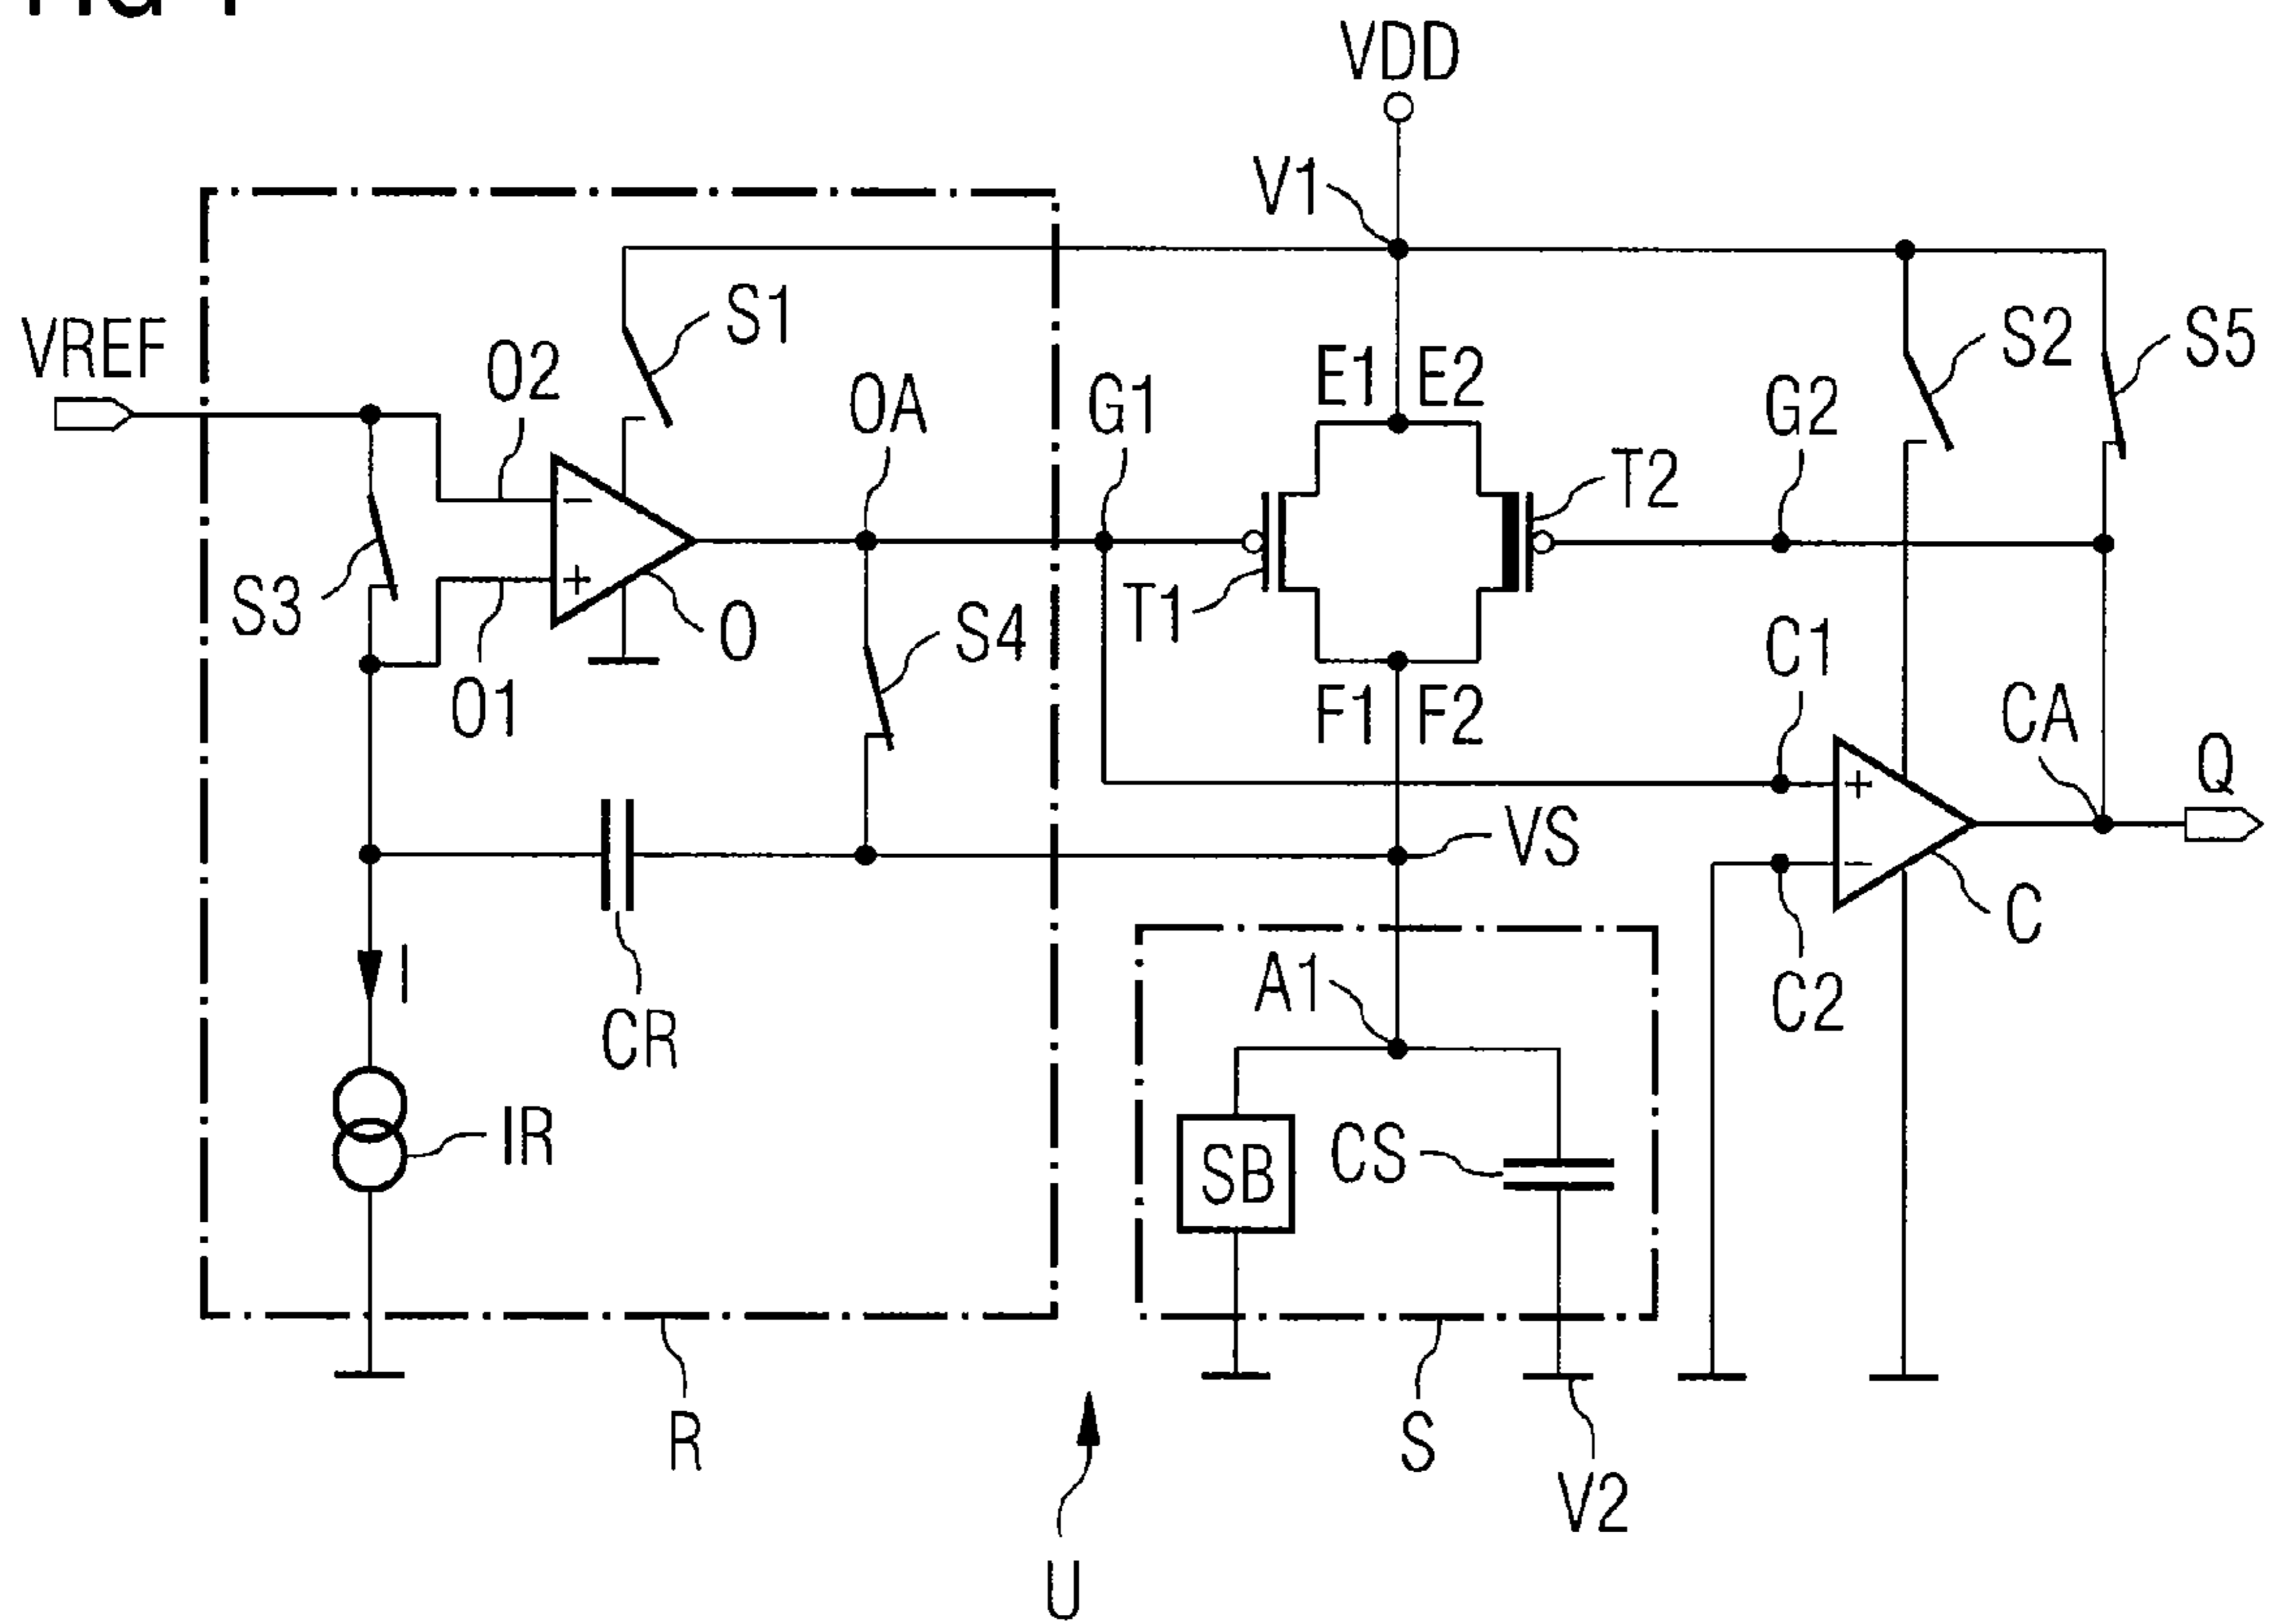 VDD
V1
VREF
S1
S2
S5
O2
OA
G1
E1
E2
G2
T2
S3
O
S4
T1
C1
O1
F1
F2
CA
Q
+
−
+
−
VS
C
I
CR
A1
C2
IR
SB
CS
R
S
V2
U